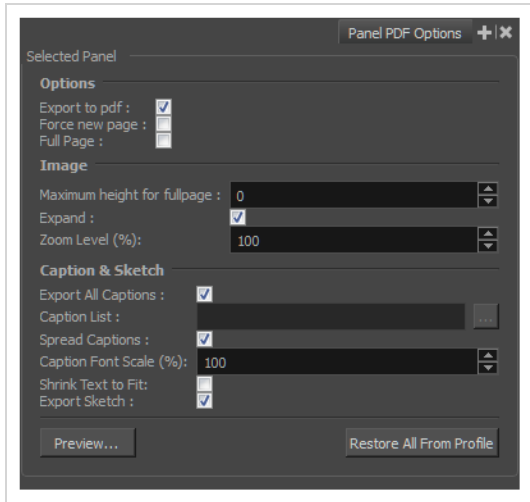 Panel PDF Options
Selected Panel
Options
Export to pdf :
Force new page :
Full Page :
Image
Maximum height for fullpage : 0
Expand :
Zoom Level (%): 100
Caption & Sketch
Export All Captions :
Caption List : ...
Spread Captions :
Caption Font Scale (%): 100
Shrink Text to Fit:
Export Sketch :
Preview... Restore All From Profile